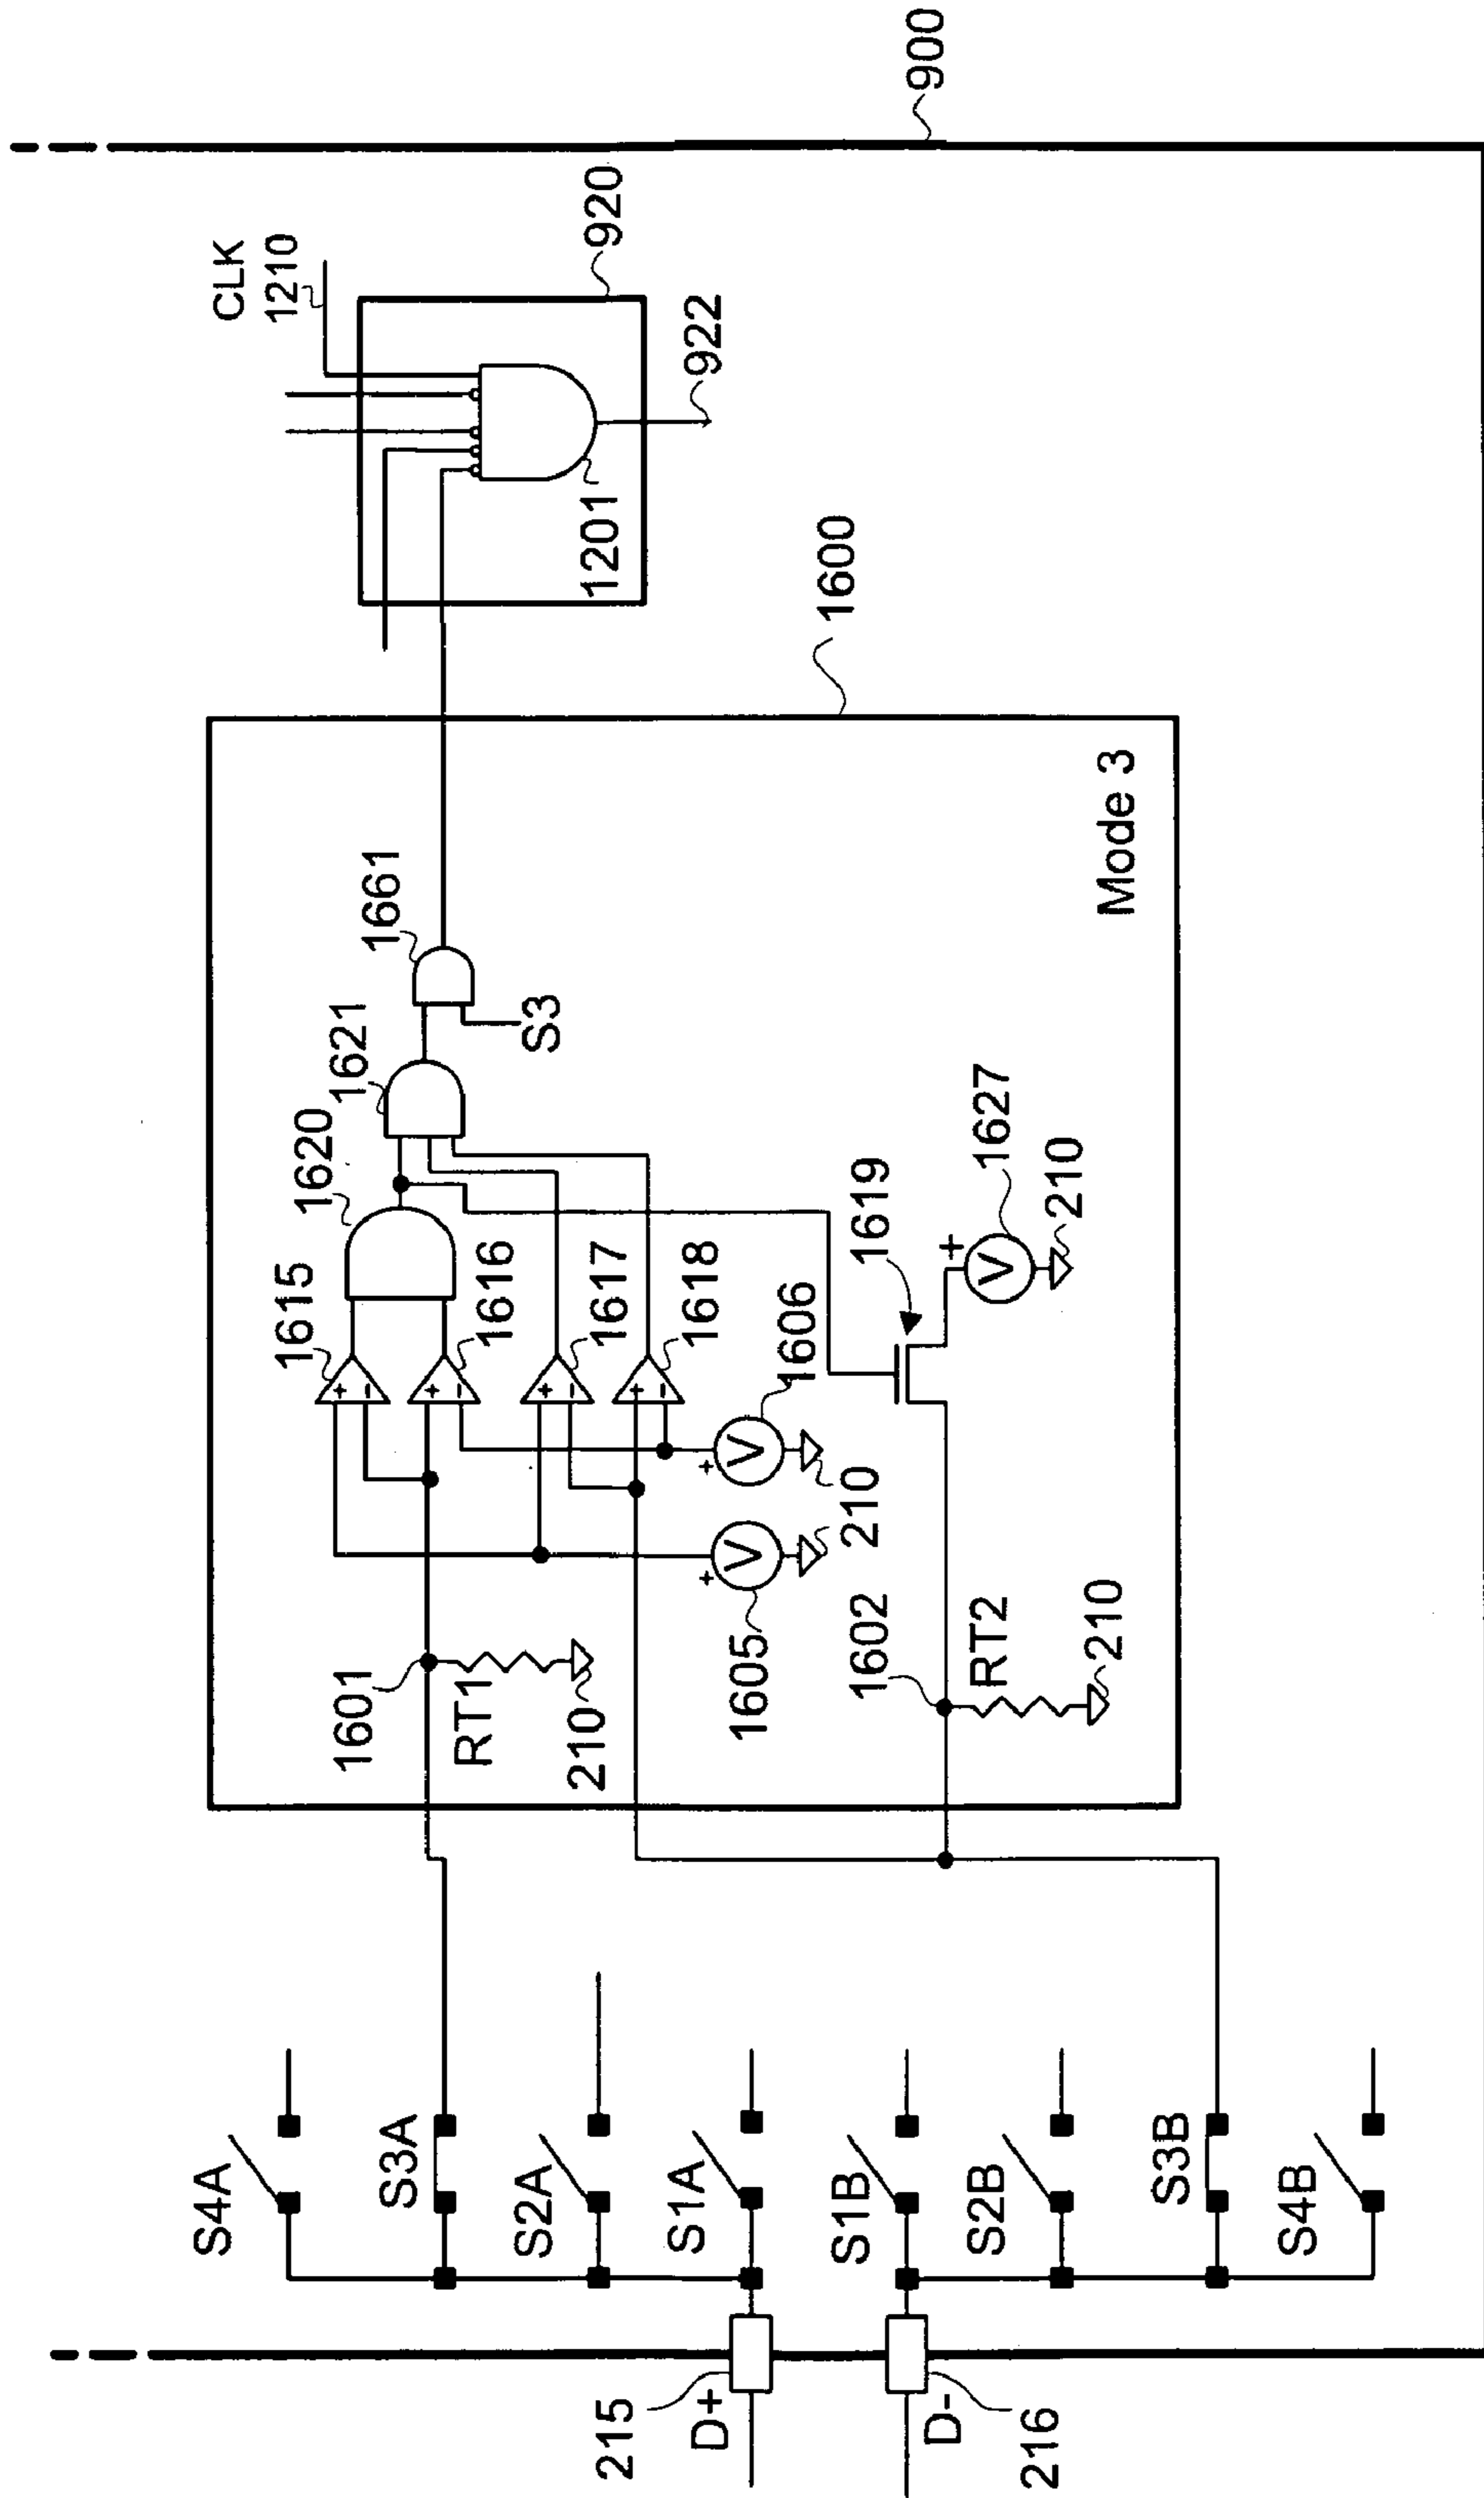 900
CLK
1210
920
922
1201
1600
1661
S3
1621
1620
1615
1616
1617
1618
1606
1619
1627
210
Mode 3
+
-
+
-
+
-
+
-
V
+
V
+
V
+
210
1605
1601
RT1
210
1602
RT2
210
S4A
S3A
S2A
S1A
S1B
S2B
S3B
S4B
215
D+
D-
216